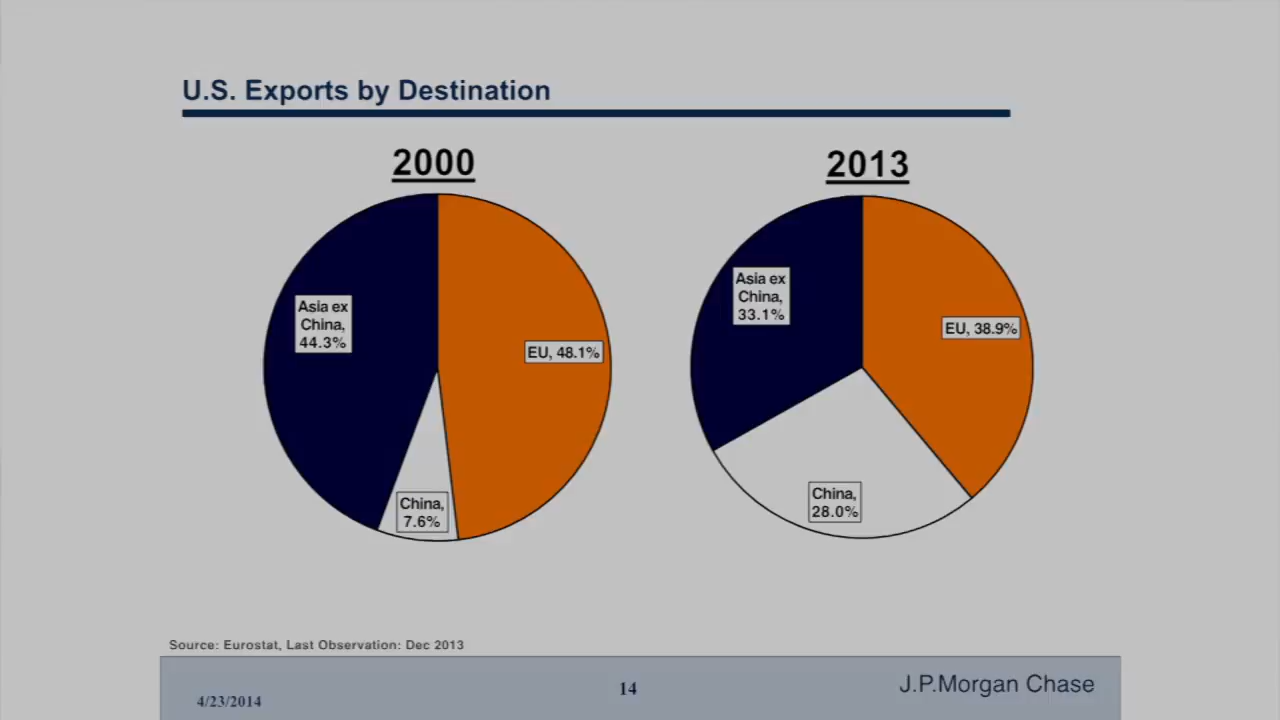 U.S. Exports by Destination
2000
2013
Asia ex
China,
44.3%
EU, 48.1%
China,
7.6%
Asia ex
China,
33.1%
EU, 38.9%
China,
28.0%
Source: Eurostat, Last Observation: Dec 2013
4/23/2014
14
J.P.Morgan Chase